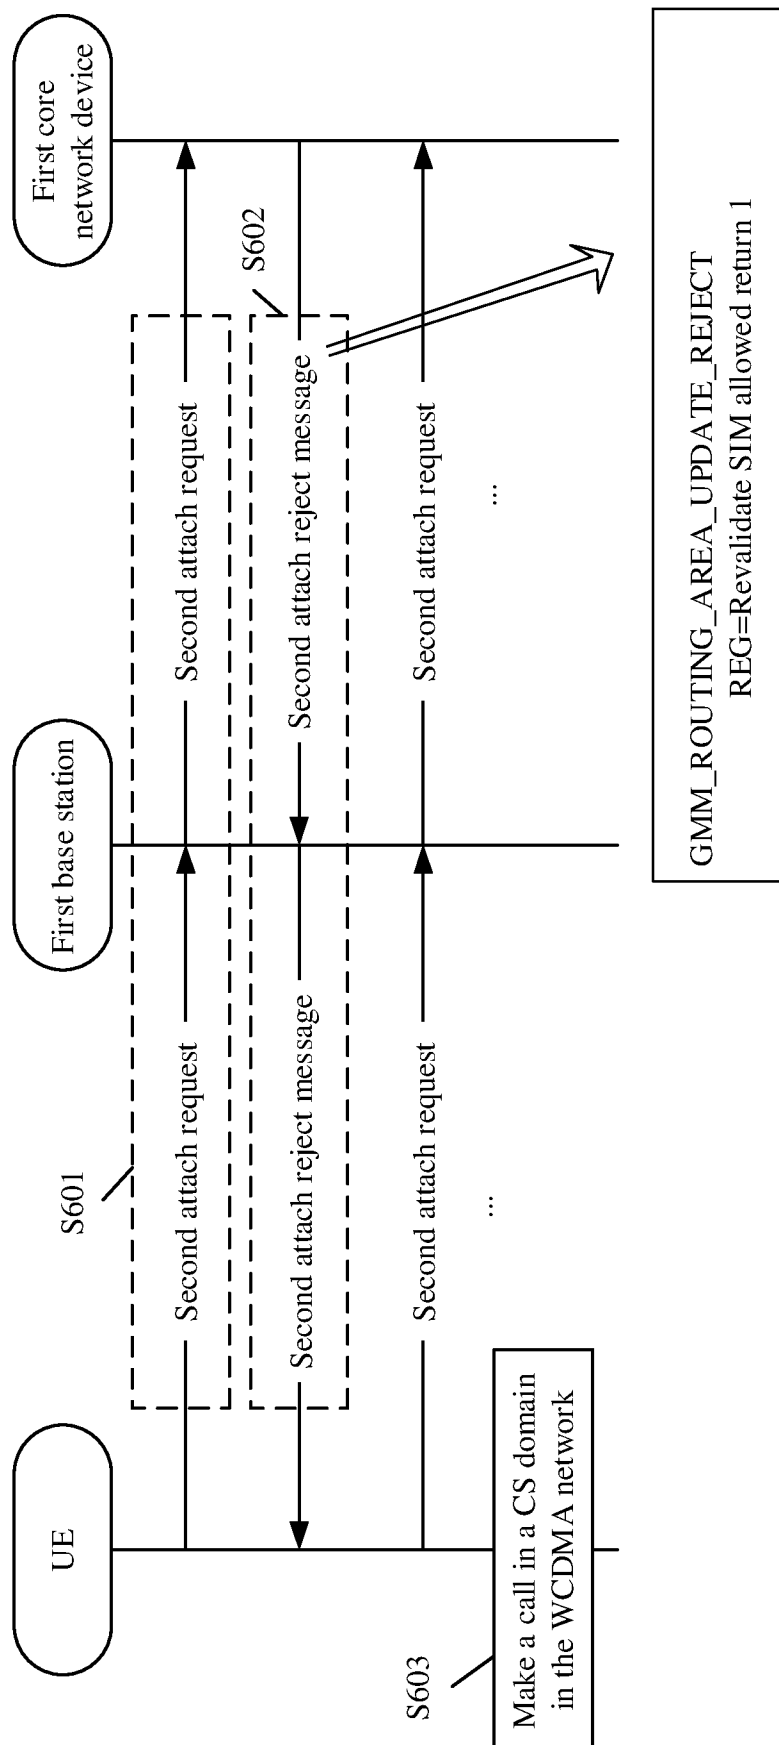 UE
First base station
First core
network device
S601
Second attach request
Second attach request
S602
Second attach reject message
Second attach reject message
Second attach request
Second attach request
...
...
S603
Make a call in a CS domain
in the WCDMA network
GMM_ROUTING_AREA_UPDATE_REJECT
REG=Revalidate SIM allowed return 1